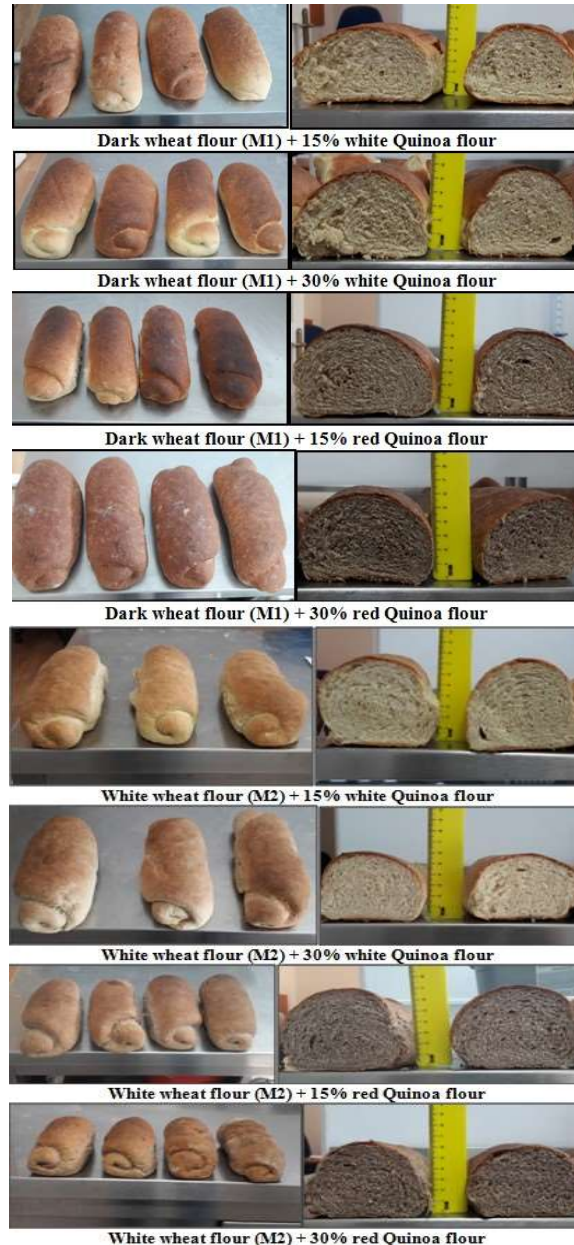 Dark wheat flour (M1) + 15% white Quinoa flour
Dark wheat flour (M1) + 30% white Quinoa flour
Dark wheat flour (M1) + 15% red Quinoa flour
Dark wheat flour (M1) + 30% red Quinoa flour
White wheat flour (M2) + 15% white Quinoa flour
White wheat flour (M2) + 30% white Quinoa flour
White wheat flour (M2) + 15% red Quinoa flour
White wheat flour (M2) + 30% red Quinoa flour